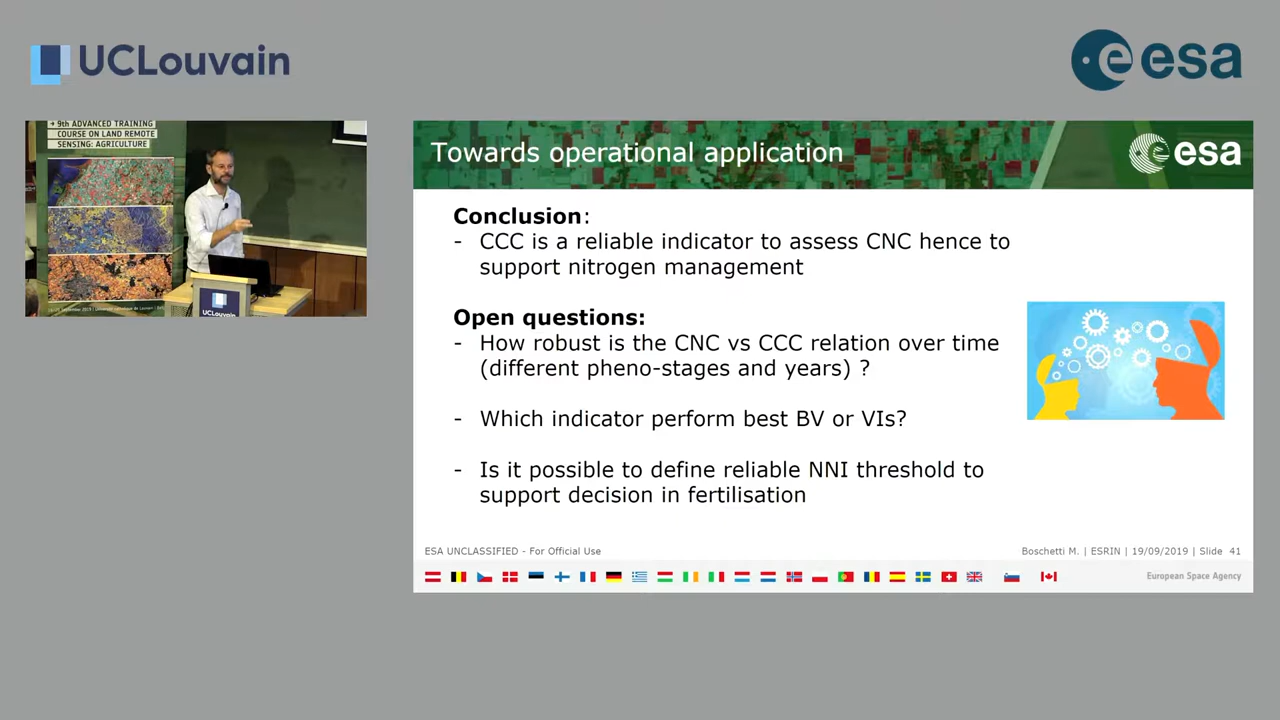 UCLouvain
esa
+ 9th ADVANCED TRAINING
COURSE ON LAND REMOTE
SENSING: AGRICULTURE
UCLouvain
Towards operational application
esa
Conclusion:
- CCC is a reliable indicator to assess CNC hence to
support nitrogen management
Open questions:
- How robust is the CNC vs CCC relation over time
(different pheno-stages and years) ?
- Which indicator perform best BV or VIs?
- Is it possible to define reliable NNI threshold to
support decision in fertilisation
ESA UNCLASSIFIED - For Official Use
Boschetti M. | ESRIN | 19/09/2019 | Slide 41
European Space Agency